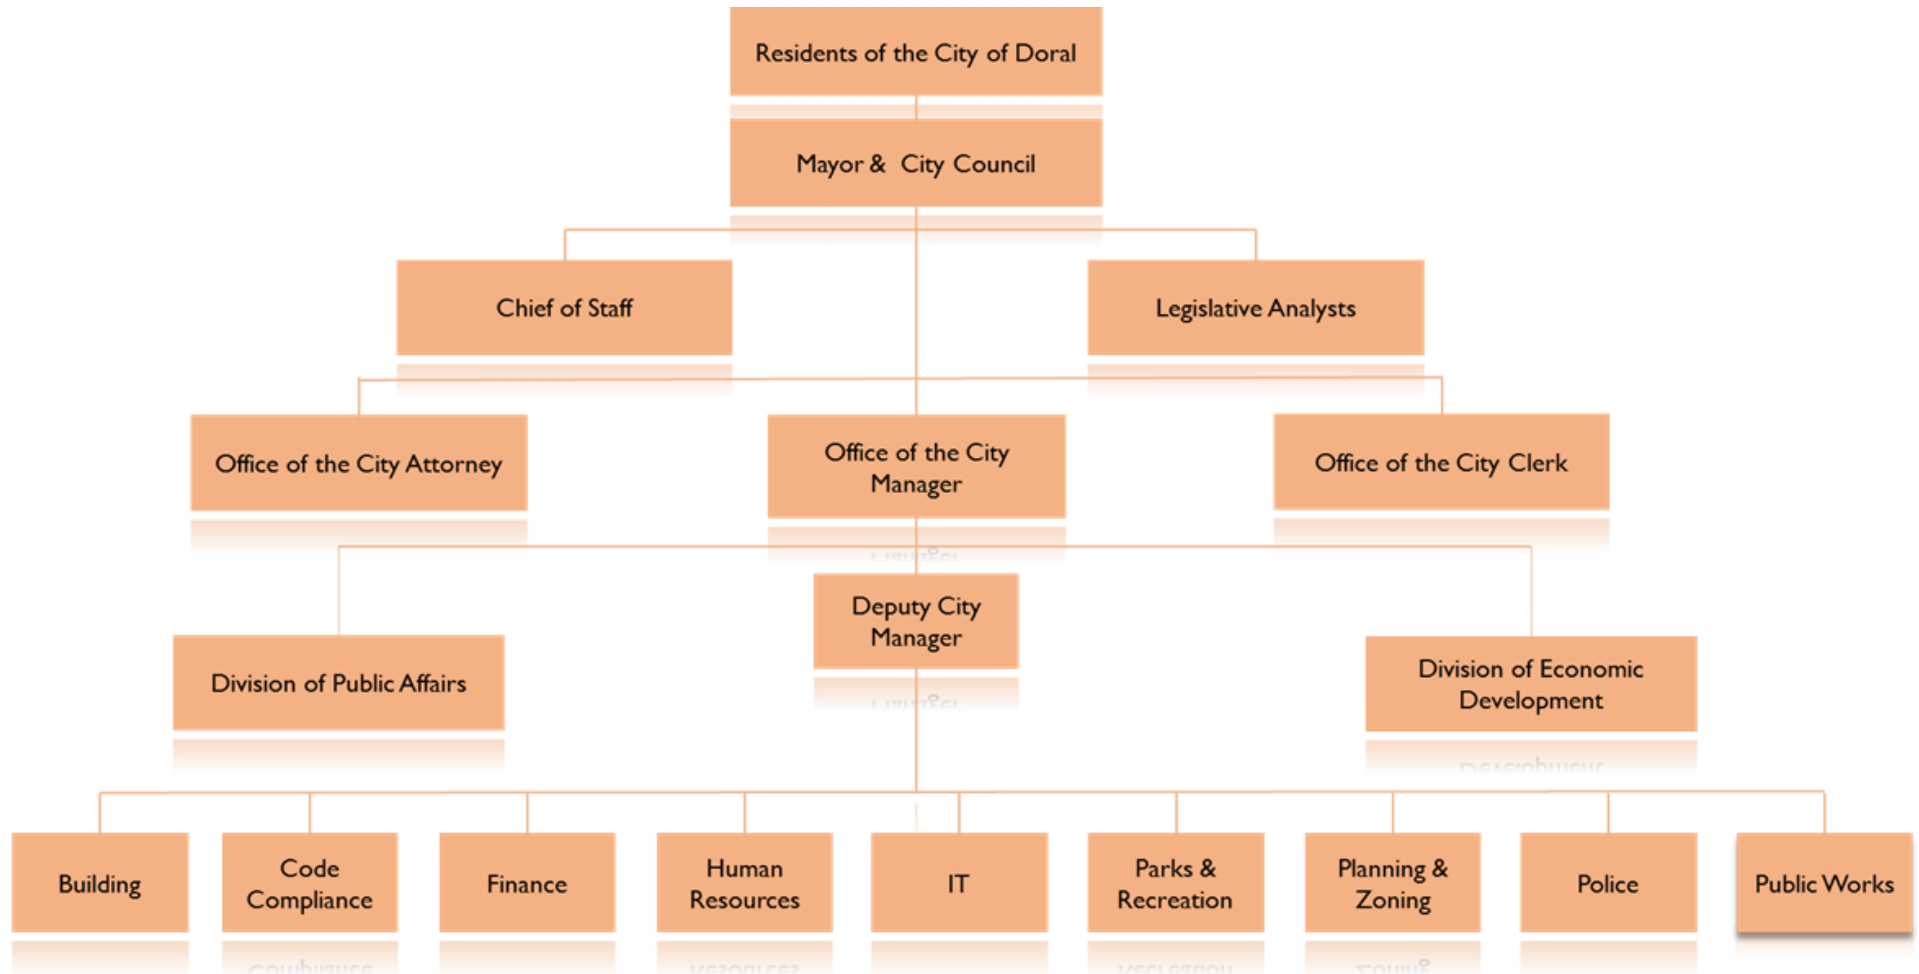 Residents of the City of Doral
Mayor & City Council
Chief of Staff
Legislative Analysts
Office of the City Attorney
Office of the City
Manager
Office of the City Clerk
Deputy City
Manager
Division of Public Affairs
Division of Economic
Development
Building
Code
Compliance
Finance
Human
Resources
IT
Parks &
Recreation
Planning &
Zoning
Police
Public Works